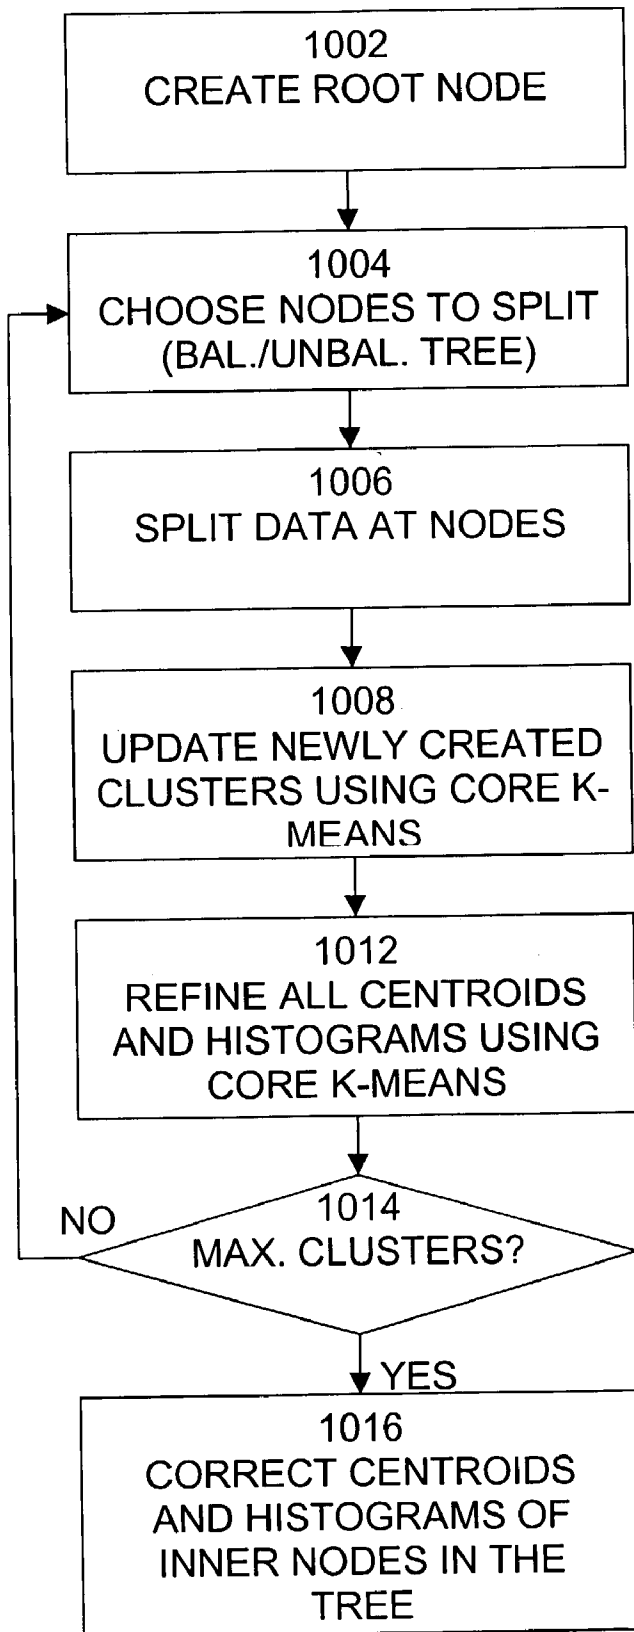 1002
CREATE ROOT NODE
1004
CHOOSE NODES TO SPLIT
(BAL./UNBAL. TREE)
1006
SPLIT DATA AT NODES
1008
UPDATE NEWLY CREATED
CLUSTERS USING CORE K-
MEANS
1012
REFINE ALL CENTROIDS
AND HISTOGRAMS USING
CORE K-MEANS
1014
MAX. CLUSTERS?
NO
YES
1016
CORRECT CENTROIDS
AND HISTOGRAMS OF
INNER NODES IN THE
TREE